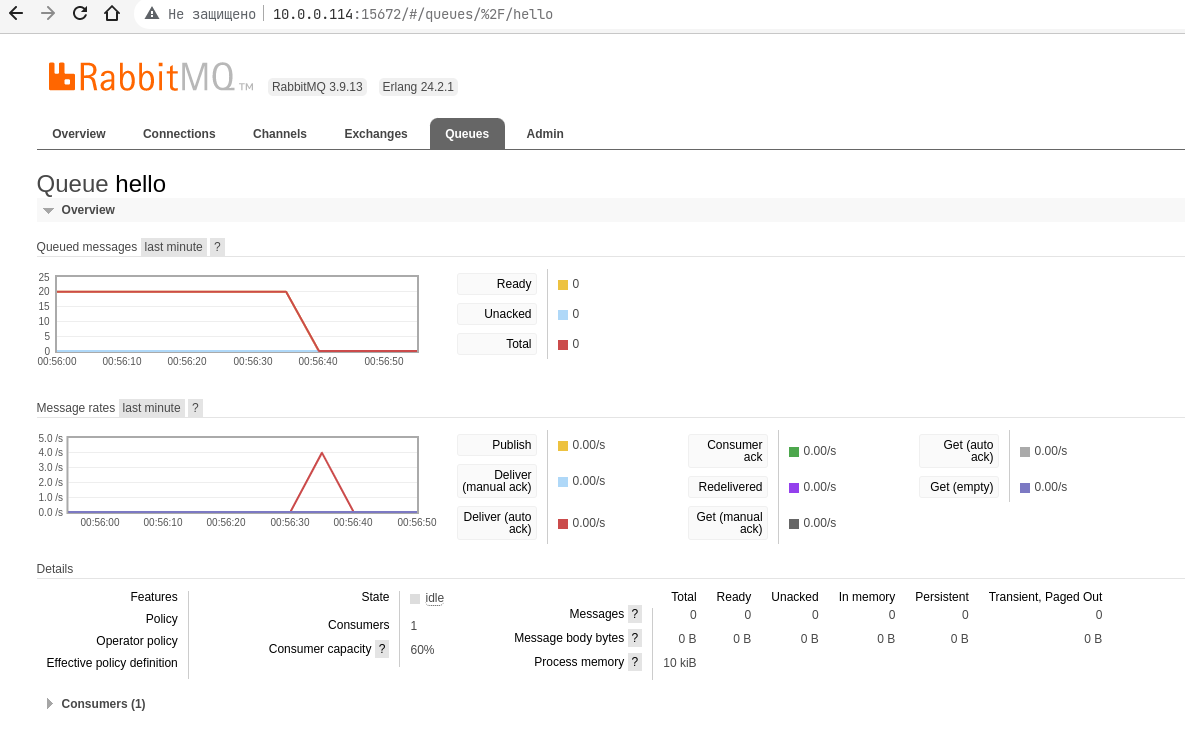 Не защищено 10.0.0.114:15672/#/queues/%2F/hello
RabbitMQ TM RabbitMQ 3.9.13 Erlang 24.2.1
Overview Connections Channels Exchanges Queues Admin
Queue hello
Overview
Queued messages last minute ?
25
20
15
10
5
0
00:56:00 00:56:10 00:56:20 00:56:30 00:56:40 00:56:50
Ready 0
Unacked 0
Total 0
Message rates last minute ?
5.0 /s
4.0 /s
3.0 /s
2.0 /s
1.0 /s
0.0 /s
00:56:00 00:56:10 00:56:20 00:56:30 00:56:40 00:56:50
Publish 0.00/s
Deliver
(manual ack) 0.00/s
Deliver (auto
ack) 0.00/s
Consumer
ack 0.00/s
Redelivered 0.00/s
Get (manual
ack) 0.00/s
Get (auto
ack) 0.00/s
Get (empty) 0.00/s
Details
Features
Policy
Operator policy
Effective policy definition
State idle
Consumers 1
Consumer capacity ? 60%
Total Ready Unacked In memory Persistent Transient, Paged Out
Messages ? 0 0 0 0 0 0
Message body bytes ? 0 B 0 B 0 B 0 B 0 B 0 B
Process memory ? 10 kiB
Consumers (1)